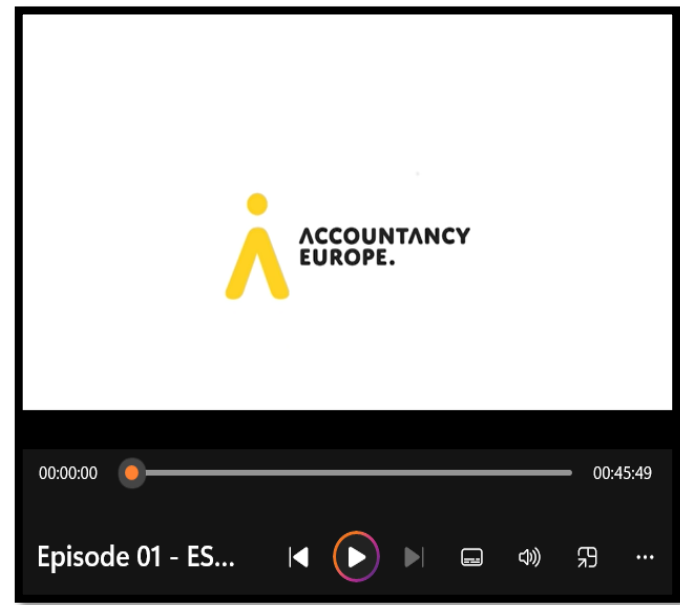 ACCOUNTANCY
EUROPE.
00:00:00
00:45:49
Episode 01 - ES...